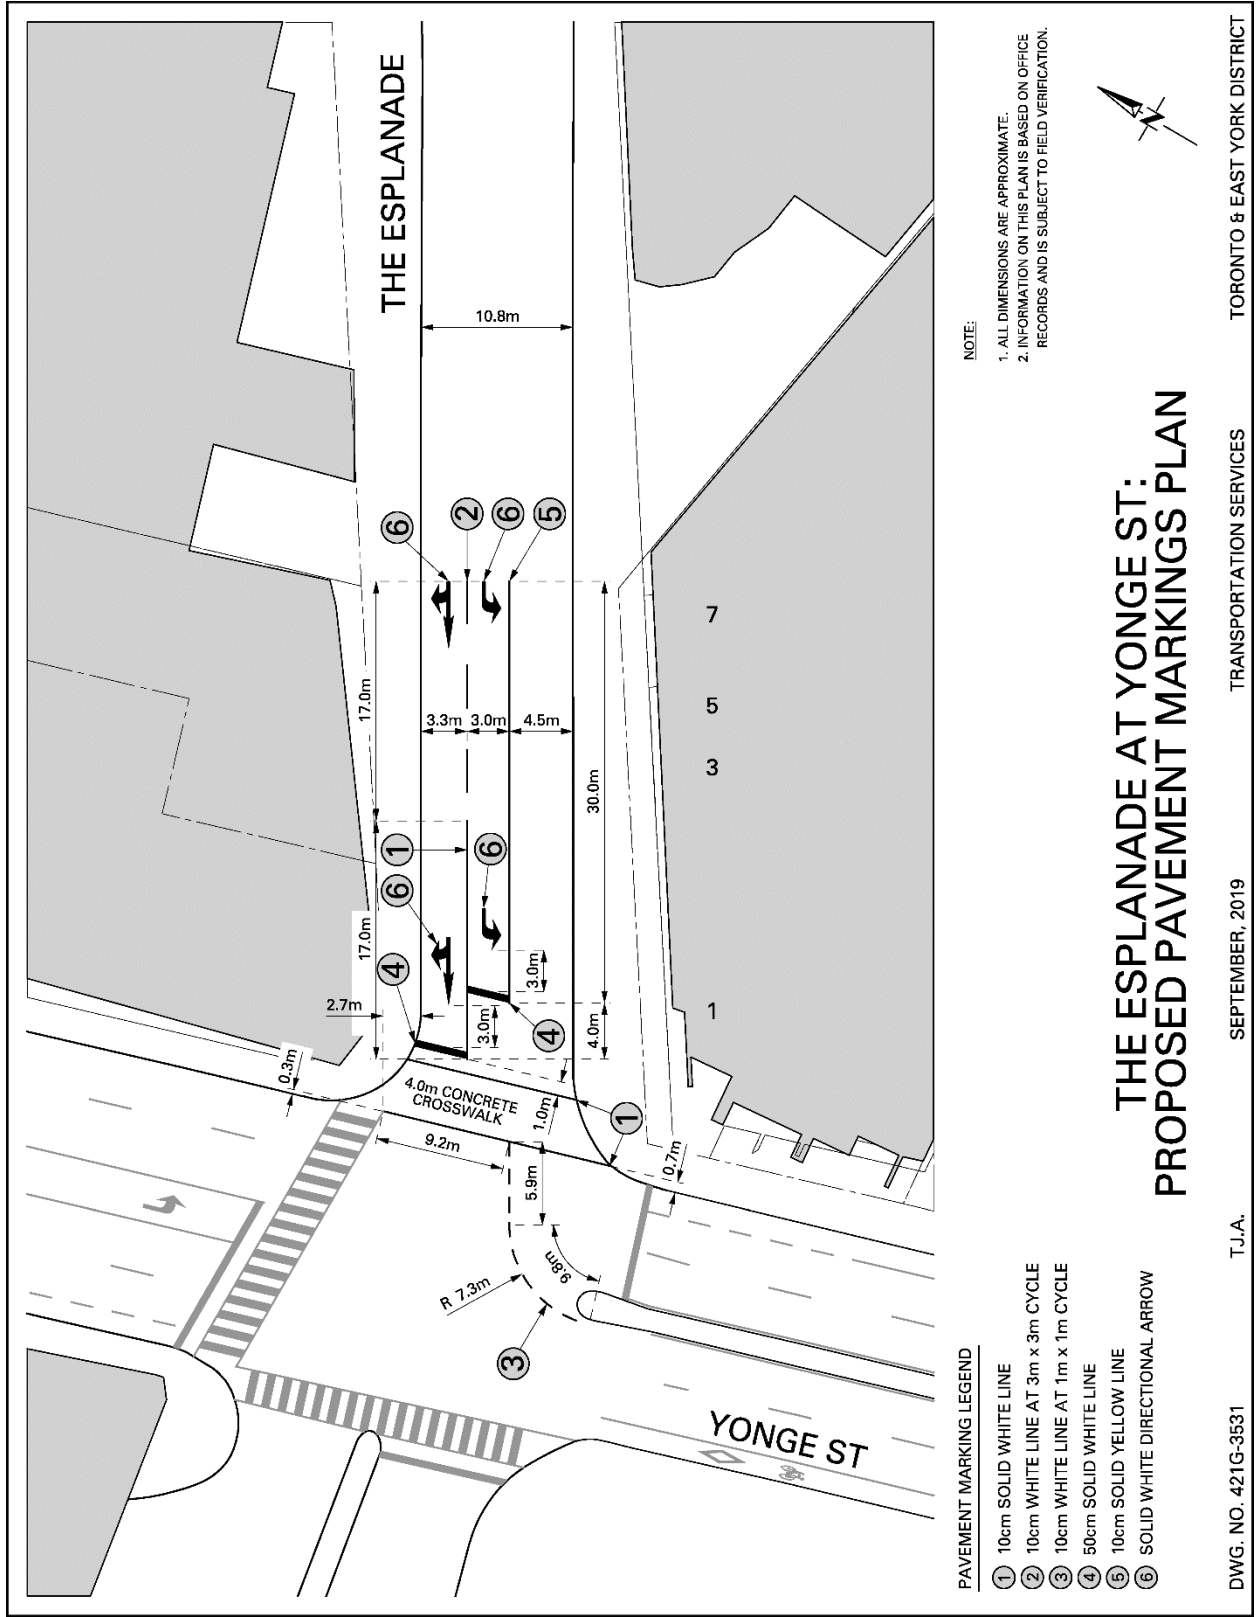 THE ESPLANADE
10.8m
6
2
6
5
17.0m
3.3m
3.0m
4.5m
30.0m
1
6
6
17.0m
4
3.0m
2.7m
3.0m
4
4.0m
0.3m
4.0m CONCRETE
CROSSWALK
1.0m
1
9.2m
5.9m
0.7m
9.8m
R 7.3m
3
YONGE ST
7
5
3
1
NOTE:
1. ALL DIMENSIONS ARE APPROXIMATE.
2. INFORMATION ON THIS PLAN IS BASED ON OFFICE
RECORDS AND IS SUBJECT TO FIELD VERIFICATION.
N
PAVEMENT MARKING LEGEND
1 10cm SOLID WHITE LINE
2 10cm WHITE LINE AT 3m x 3m CYCLE
3 10cm WHITE LINE AT 1m x 1m CYCLE
4 50cm SOLID WHITE LINE
5 10cm SOLID YELLOW LINE
6 SOLID WHITE DIRECTIONAL ARROW
THE ESPLANADE AT YONGE ST:
PROPOSED PAVEMENT MARKINGS PLAN
DWG. NO. 421G-3531
T.J.A.
SEPTEMBER, 2019
TRANSPORTATION SERVICES
TORONTO & EAST YORK DISTRICT